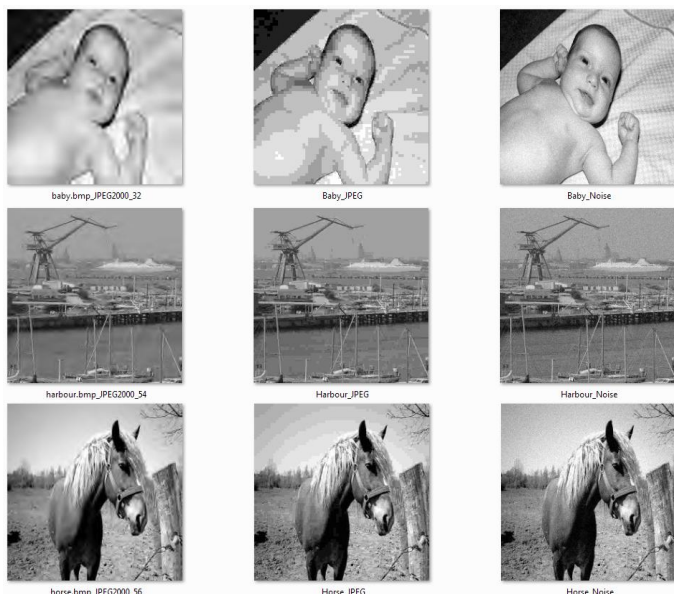 baby.bmp_JPEG2000_32 Baby_JPEG Baby_Noise
harbour.bmp_JPEG2000_54 Harbour_JPEG Harbour_Noise
horse.bmp_JPEG2000_56 Horse_JPEG Horse_Noise